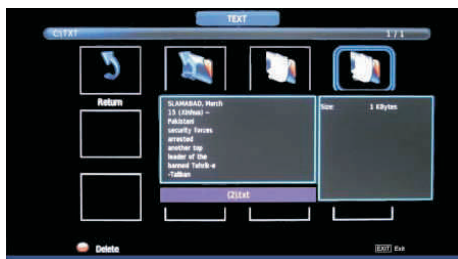 TEXT
C:\TXT
1 / 1
Return
SLAMABAD, March
15 (Xinhua) --
Pakistani
security forces
arrested
another top
leader of the
banned Tehrik-e
-Taliban
Size: 1 KBytes
(2)txt
Delete
EXIT Exit